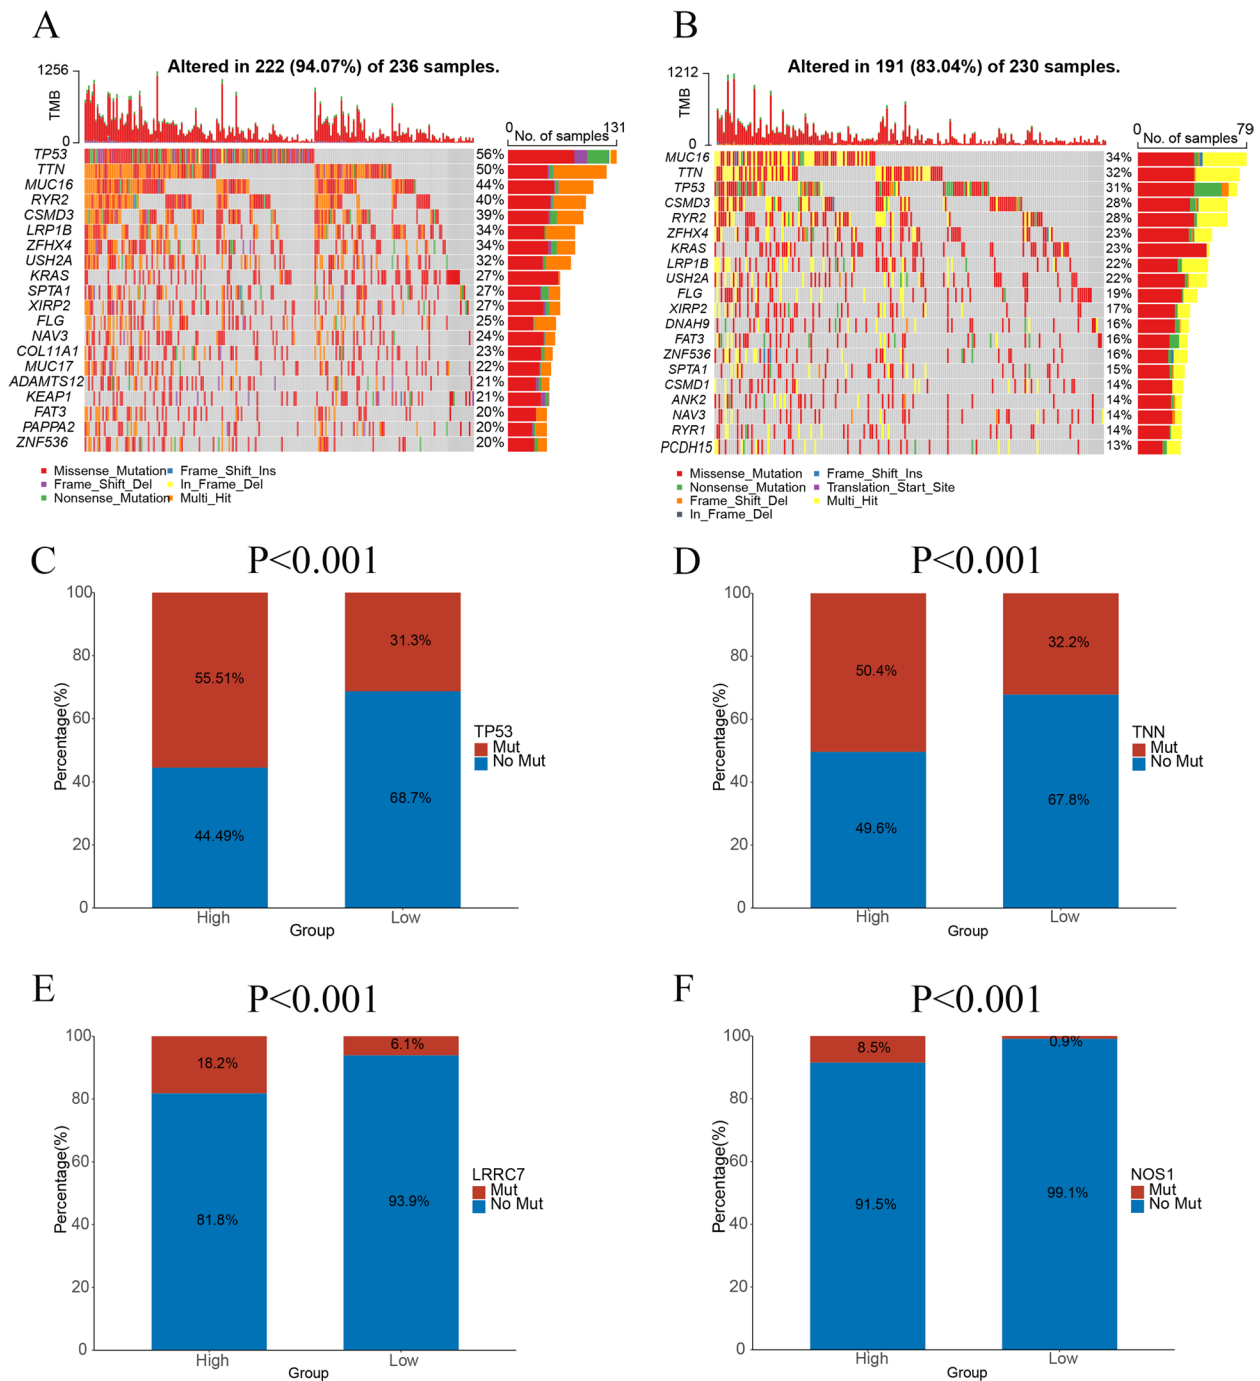 A
Altered in 222 (94.07%) of 236 samples.
1256
TMB
0
0 131
No. of samples
TP53 56%
TTN 50%
MUC16 44%
RYR2 40%
CSMD3 39%
LRP1B 34%
ZFHX4 34%
USH2A 32%
KRAS 27%
SPTA1 27%
XIRP2 27%
FLG 25%
NAV3 24%
COL11A1 23%
MUC17 22%
ADAMTS12 21%
KEAP1 21%
FAT3 20%
PAPPA2 20%
ZNF536 20%
Missense_Mutation Frame_Shift_Ins
Frame_Shift_Del In_Frame_Del
Nonsense_Mutation Multi_Hit
B
Altered in 191 (83.04%) of 230 samples.
1212
TMB
0
0 79
No. of samples
MUC16 34%
TTN 32%
TP53 31%
CSMD3 28%
RYR2 28%
ZFHX4 23%
KRAS 23%
LRP1B 22%
USH2A 22%
FLG 19%
XIRP2 17%
DNAH9 16%
FAT3 16%
ZNF536 16%
SPTA1 15%
CSMD1 14%
ANK2 14%
NAV3 14%
RYR1 14%
PCDH15 13%
Missense_Mutation Frame_Shift_Ins
Nonsense_Mutation Translation_Start_Site
Frame_Shift_Del Multi_Hit
In_Frame_Del
C
P<0.001
100
80
60
40
20
0
Percentage(%)
55.51%
44.49%
31.3%
68.7%
High Low
Group
TP53
Mut
No Mut
D
P<0.001
100
80
60
40
20
0
Percentage(%)
50.4%
49.6%
32.2%
67.8%
High Low
Group
TNN
Mut
No Mut
E
P<0.001
100
80
60
40
20
0
Percentage(%)
18.2%
81.8%
6.1%
93.9%
High Low
Group
LRRC7
Mut
No Mut
F
P<0.001
100
80
60
40
20
0
Percentage(%)
8.5%
91.5%
0.9%
99.1%
High Low
Group
NOS1
Mut
No Mut